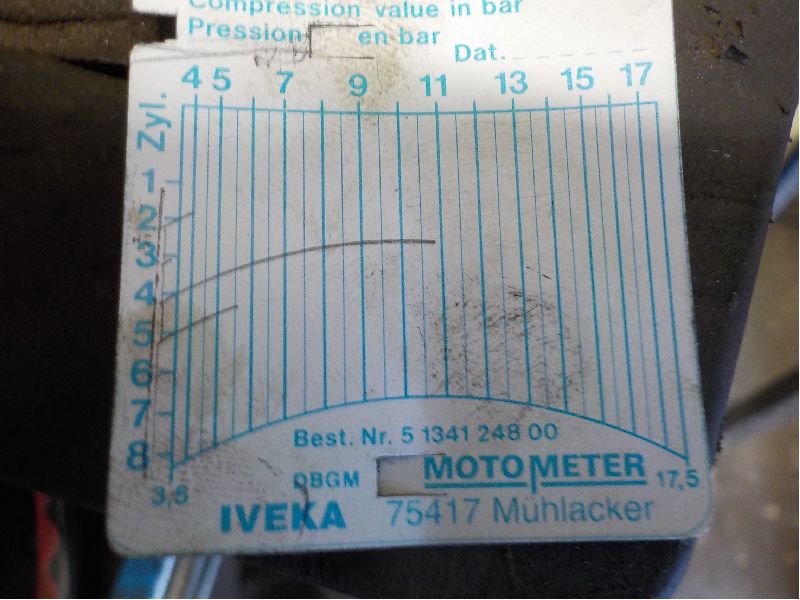 Compression value in bar
Pression en bar
Dat.
4 5 7 9 11 13 15 17
Zyl.
1
2
3
4
5
6
7
8
3,5
17,5
Best. Nr. 5 1341 248 00
DBGM MOTOMETER
IVEKA 75417 Mühlacker